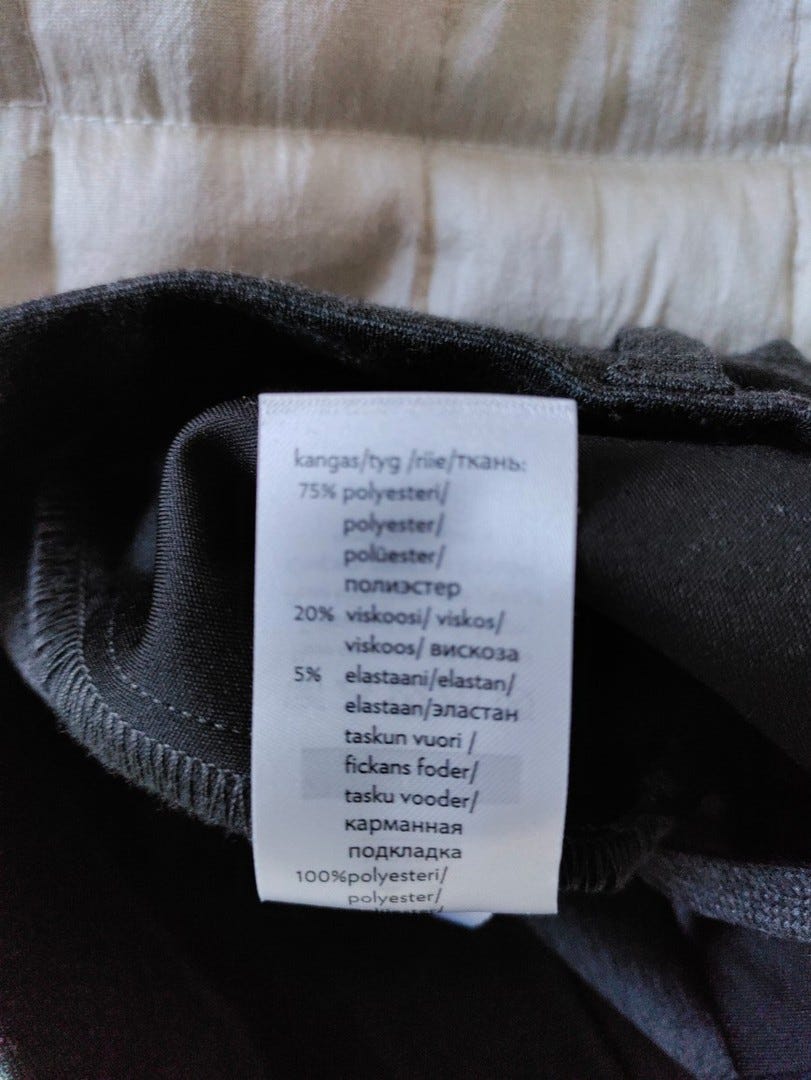 kangas/tyg /riie/ткань:
75% polyesteri/
polyester/
polüester/
полиэстер
20% viskoosi/ viskos/
viskoos/ вискоза
5% elastaani/elastan/
elastaan/эластан
taskun vuori /
fickans foder/
tasku vooder/
карманная
подкладка
100%polyesteri/
polyester/